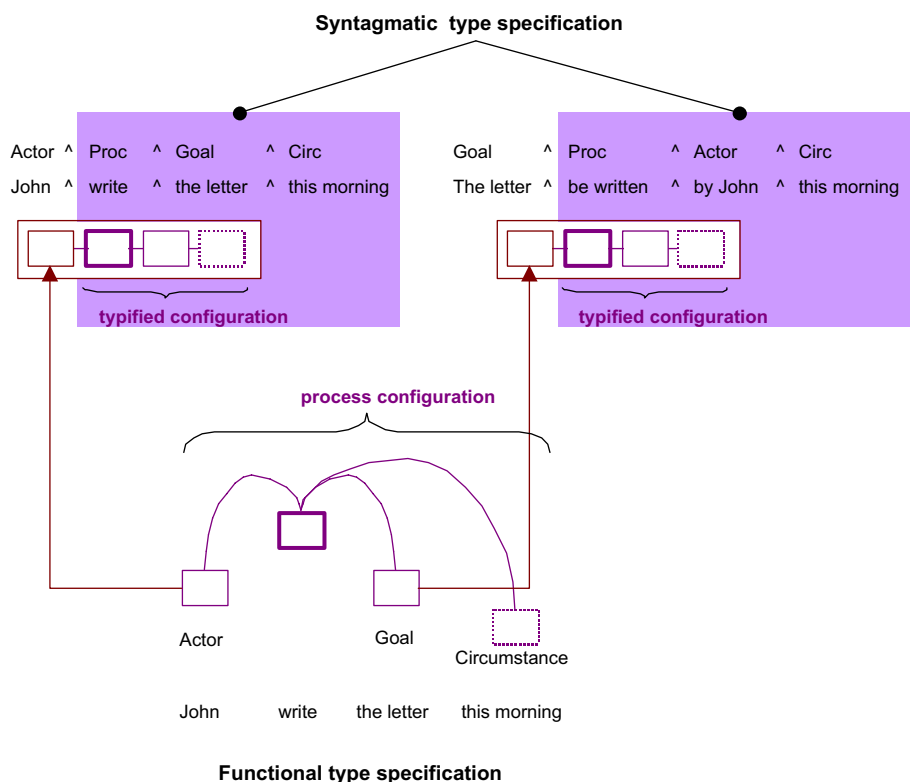 Syntagmatic type specification
Actor ^ Proc ^ Goal ^ Circ
John ^ write ^ the letter ^ this morning
typified configuration
Goal ^ Proc ^ Actor ^ Circ
The letter ^ be written ^ by John ^ this morning
typified configuration
process configuration
Actor
Goal
Circumstance
John write the letter this morning
Functional type specification